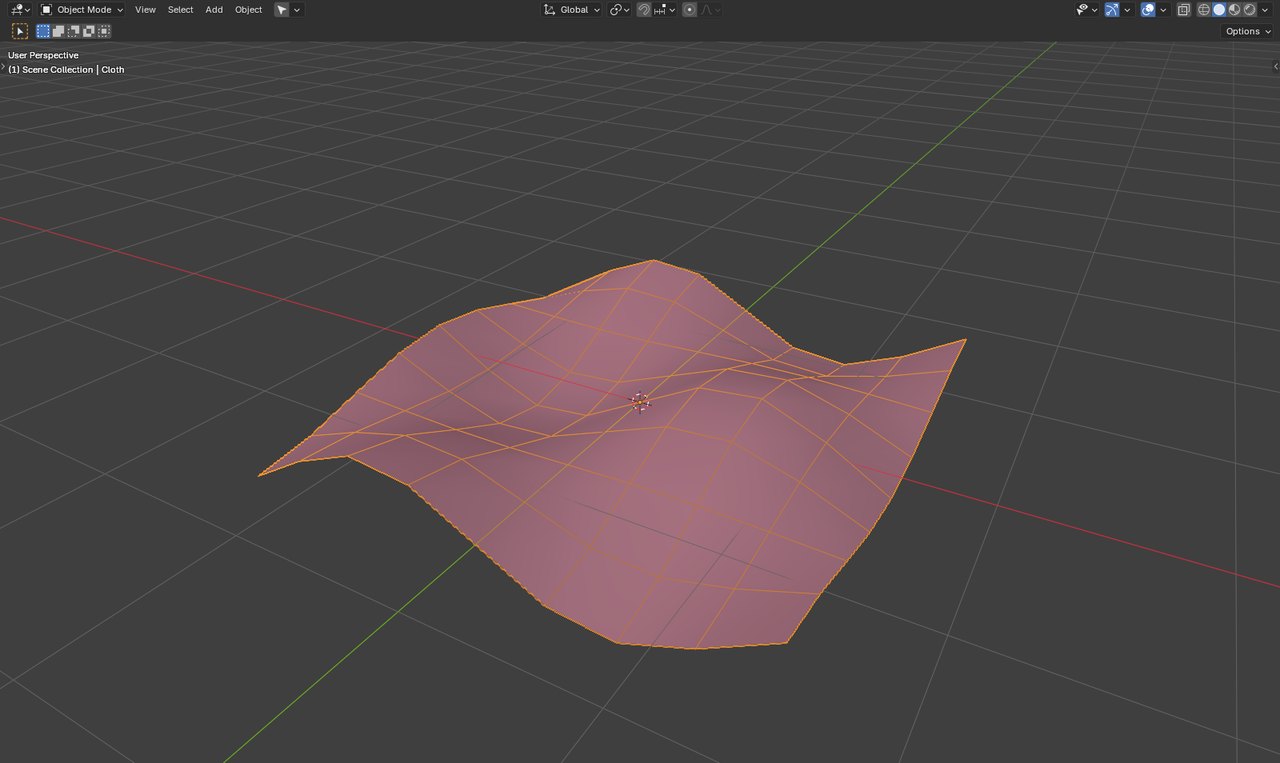 Object Mode View Select Add Object Global
Options
User Perspective
(1) Scene Collection | Cloth